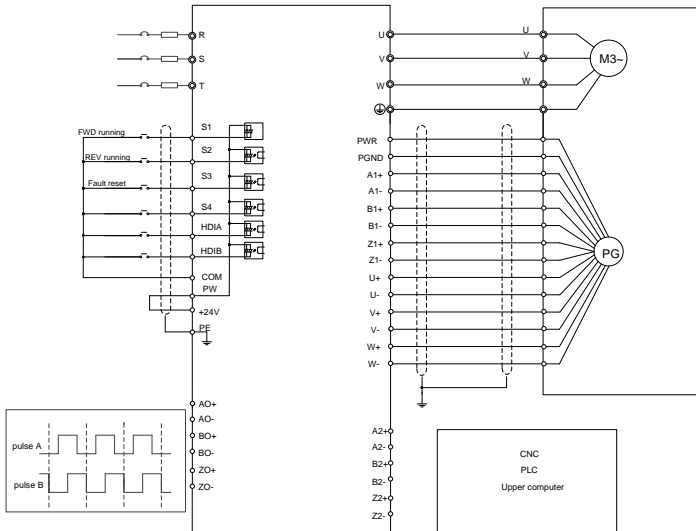 R
S
T
U
V
W
U
V
W
M3~
FWD running
REV running
Fault reset
S1
S2
S3
S4
HDIA
HDIB
COM
PW
+24V
PE
PWR
PGND
A1+
A1-
B1+
B1-
Z1+
Z1-
U+
U-
V+
V-
W+
W-
PG
AO+
AO-
BO+
BO-
ZO+
ZO-
pulse A
pulse B
A2+
A2-
B2+
B2-
Z2+
Z2-
CNC
PLC
Upper computer